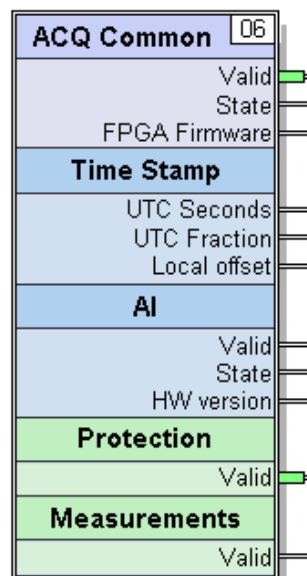 ACQ Common 06
Valid
State
FPGA Firmware
Time Stamp
UTC Seconds
UTC Fraction
Local offset
AI
Valid
State
HW version
Protection
Valid
Measurements
Valid